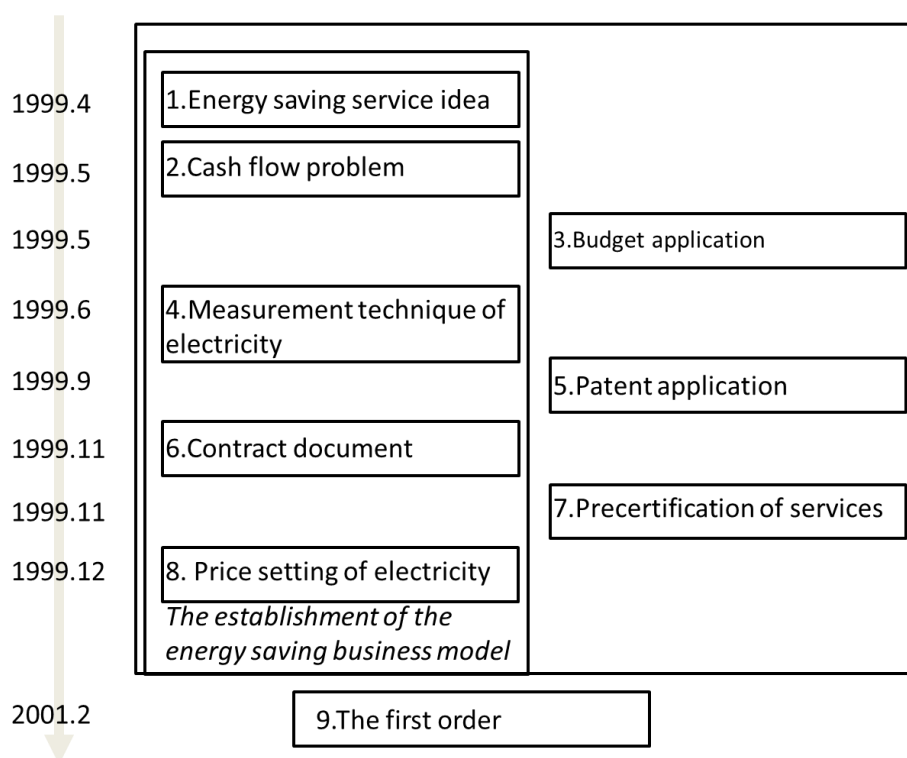 1999.4
1.Energy saving service idea
1999.5
2.Cash flow problem
1999.5
3.Budget application
1999.6
4.Measurement technique of
electricity
1999.9
5.Patent application
1999.11
6.Contract document
1999.11
7.Precertification of services
1999.12
8. Price setting of electricity
The establishment of the
energy saving business model
2001.2
9.The first order